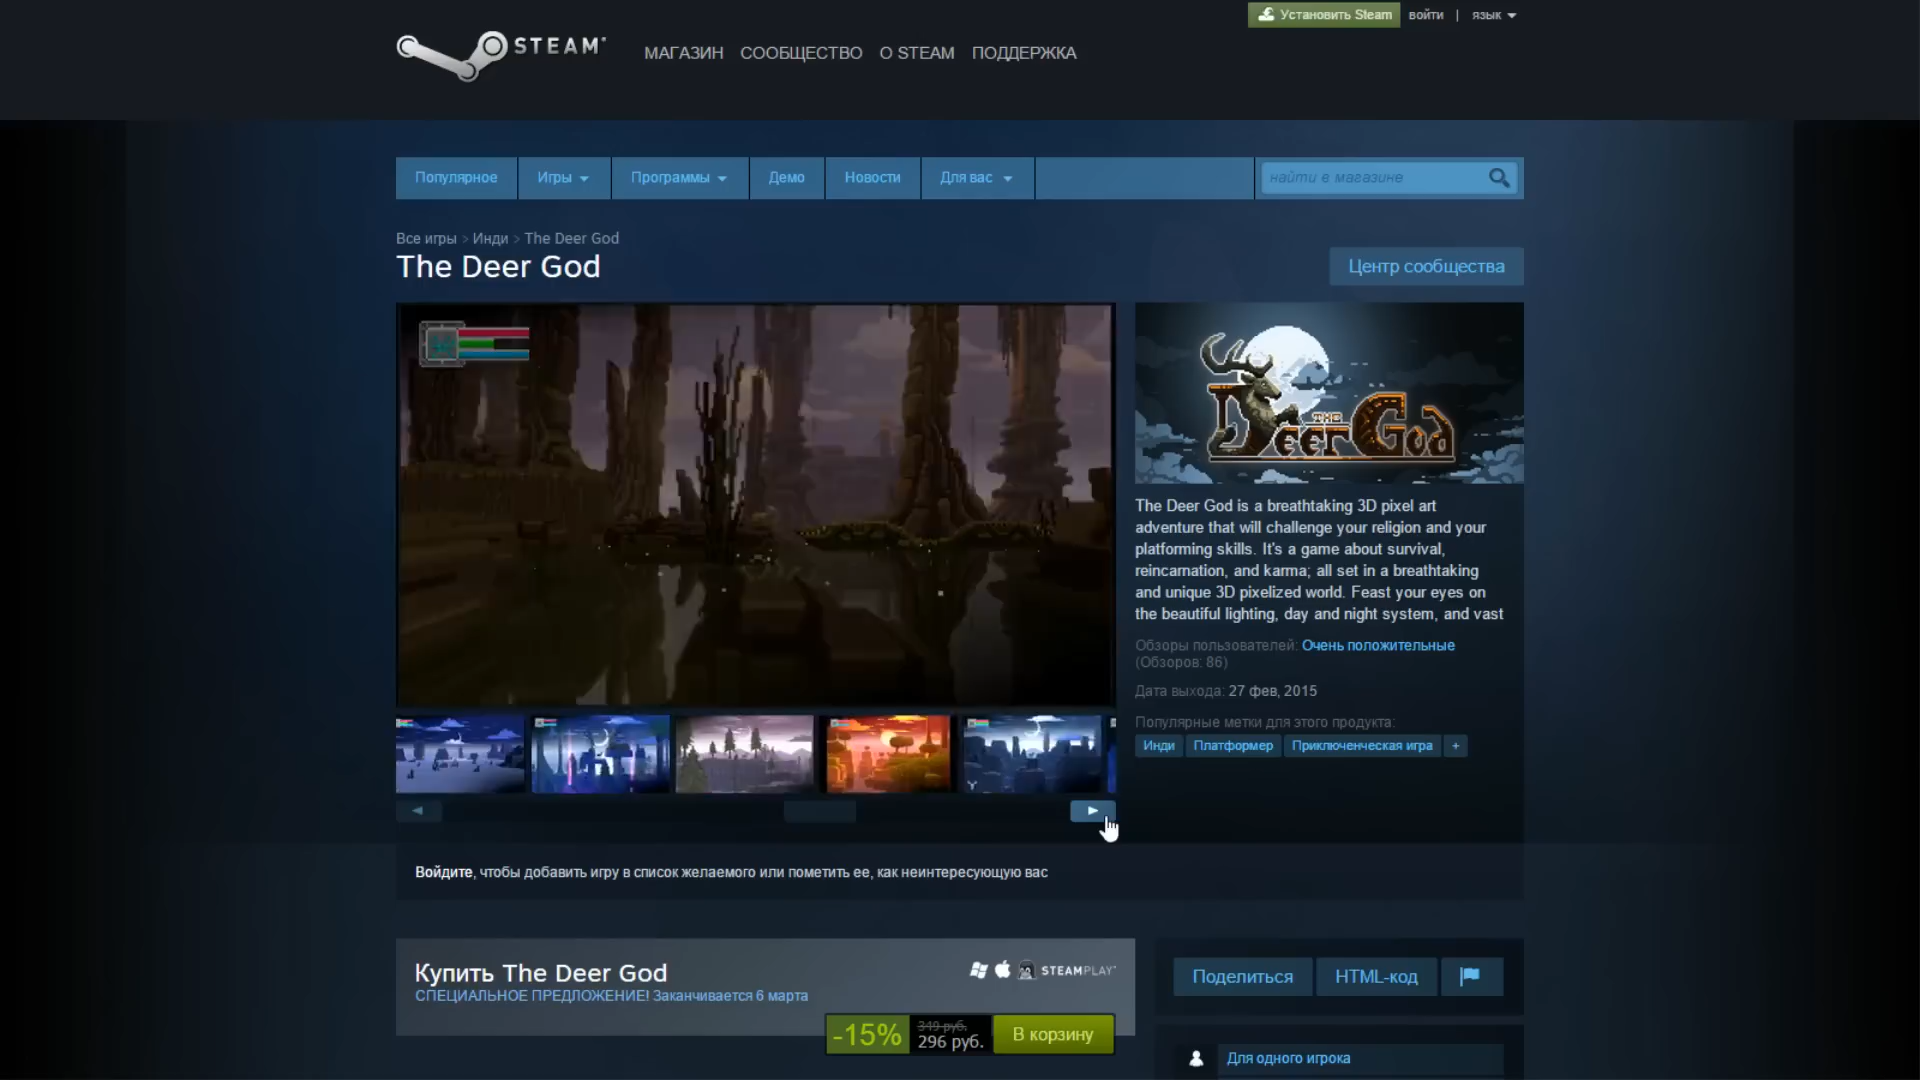 Установить Steam
войти | язык
STEAM
МАГАЗИН СООБЩЕСТВО О STEAM ПОДДЕРЖКА
Популярное Игры Программы Демо Новости Для вас найти в магазине
Все игры > Инди > The Deer God
The Deer God
Центр сообщества
THE
Deer God
The Deer God is a breathtaking 3D pixel art
adventure that will challenge your religion and your
platforming skills. It's a game about survival,
reincarnation, and karma; all set in a breathtaking
and unique 3D pixelized world. Feast your eyes on
the beautiful lighting, day and night system, and vast
Обзоры пользователей: Очень положительные
(Обзоров: 86)
Дата выхода: 27 фев, 2015
Популярные метки для этого продукта:
Инди Платформер Приключенческая игра +
Войдите, чтобы добавить игру в список желаемого или пометить ее, как неинтересующую вас
Купить The Deer God
STEAMPLAY
СПЕЦИАЛЬНОЕ ПРЕДЛОЖЕНИЕ! Заканчивается 6 марта
-15%
349 руб.
296 руб.
В корзину
Поделиться HTML-код
Для одного игрока